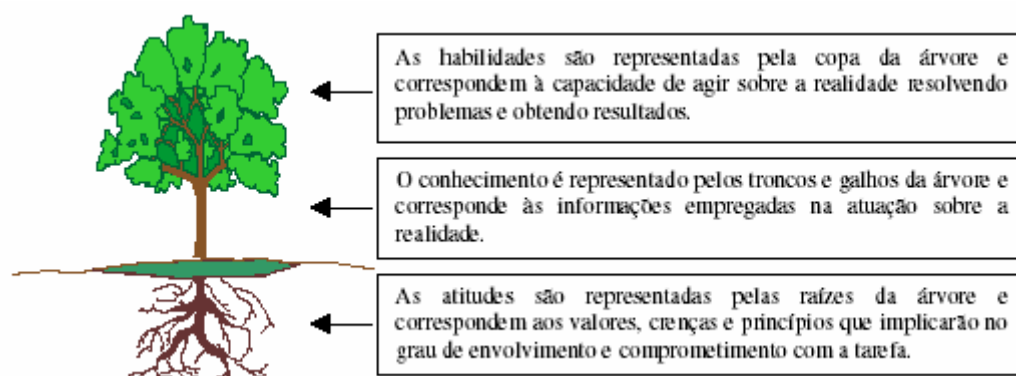 As habilidades são representadas pela copa da árvore e
correspondem à capacidade de agir sobre a realidade resolvendo
problemas e obtendo resultados.
O conhecimento é representado pelos troncos e galhos da árvore e
corresponde às informações empregadas na atuação sobre a
realidade.
As atitudes são representadas pelas raízes da árvore e
correspondem aos valores, crenças e princípios que implicarão no
grau de envolvimento e comprometimento com a tarefa.